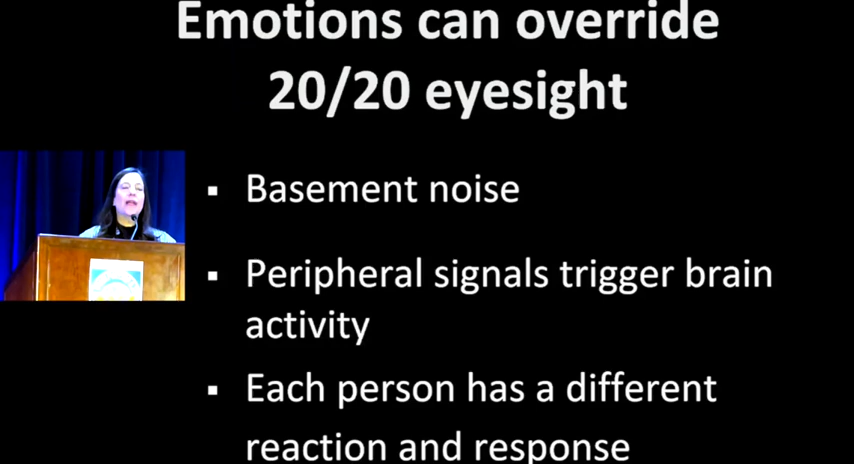 Emotions can override
20/20 eyesight
▪ Basement noise
▪ Peripheral signals trigger brain
activity
▪ Each person has a different
reaction and response